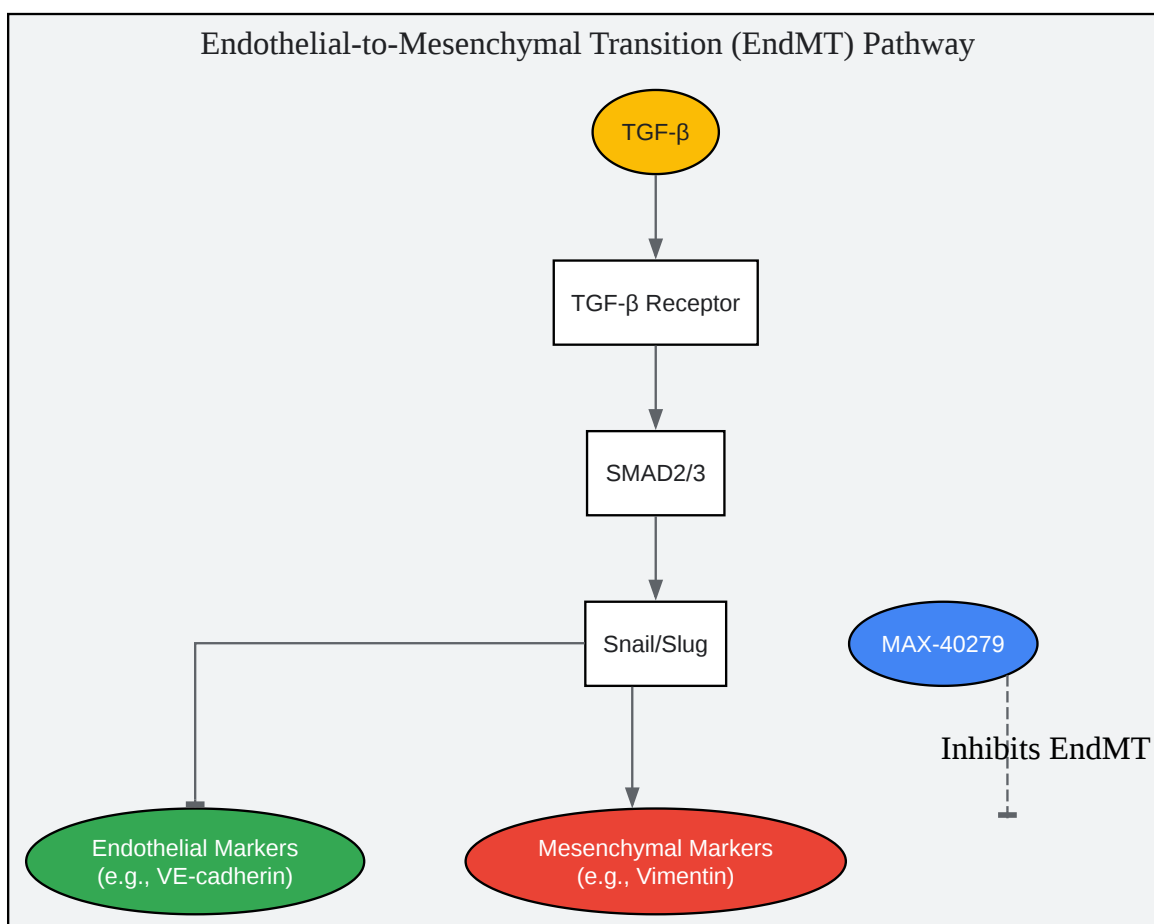 Endothelial-to-Mesenchymal Transition (EndMT) Pathway
TGF-β
TGF-β Receptor
SMAD2/3
Snail/Slug
MAX-40279
Inhibits EndMT
Endothelial Markers
(e.g., VE-cadherin)
Mesenchymal Markers
(e.g., Vimentin)